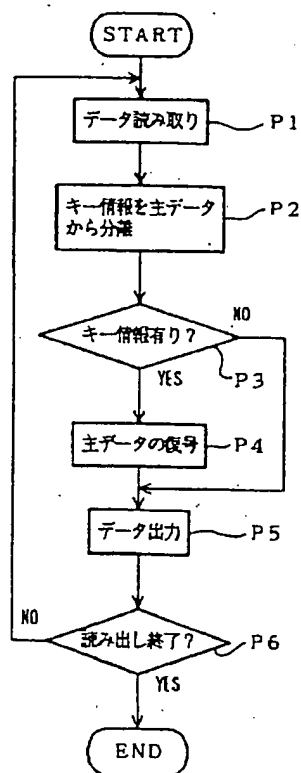 START
データ読み取り
P1
キー情報を主データ
から分離
P2
キー情報有り?
NO
YES
P3
主データの復号
P4
データ出力
P5
NO
読み出し終了?
P6
YES
END